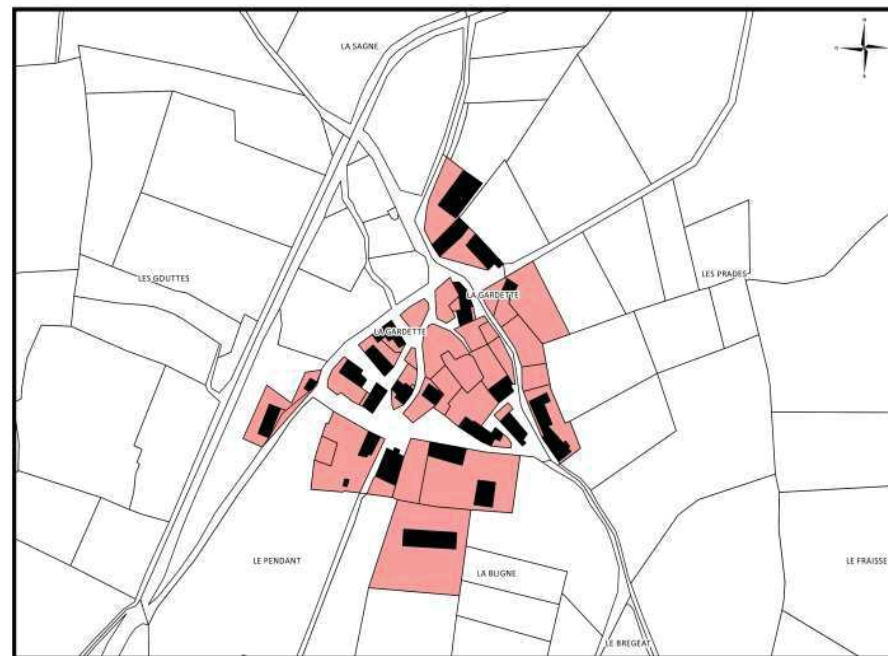 LA SAGNE
LES GOUTTES
LES PRADES
LA GARDETTE
LA GARDETTE
LE PENDANT
LA BLIGNE
LE FRAISSE
LE BREGEAT